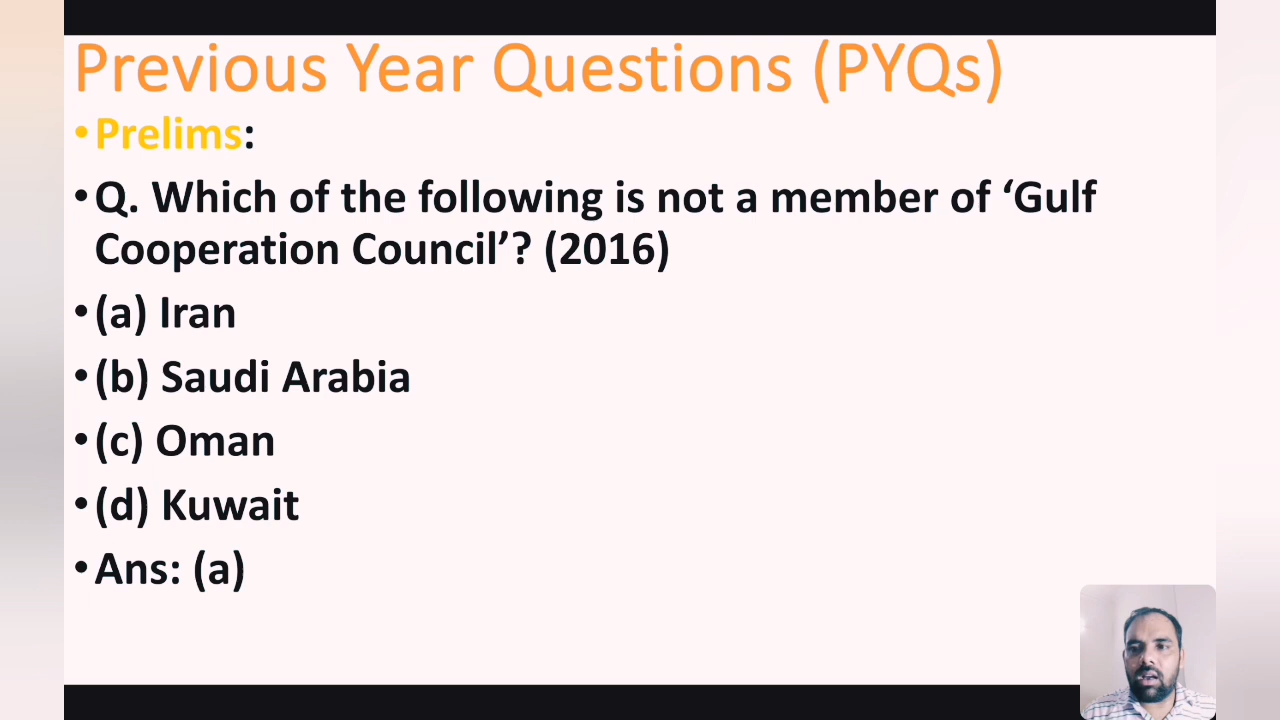 Previous Year Questions (PYQs)
•Prelims:
•Q. Which of the following is not a member of ‘Gulf
Cooperation Council’? (2016)
•(a) Iran
•(b) Saudi Arabia
•(c) Oman
•(d) Kuwait
•Ans: (a)